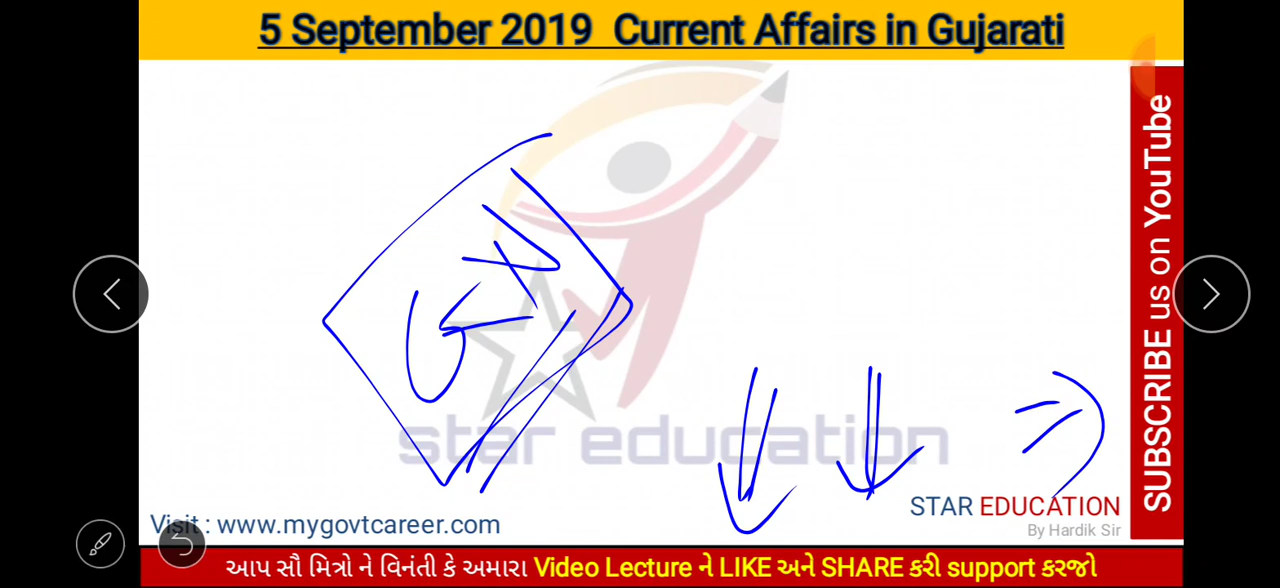 5 September 2019 Current Affairs in Gujarati
SUBSCRIBE us on YouTube
star education
STAR EDUCATION
By Hardik Sir
Visit : www.mygovtcareer.com
આપ સૌ મિત્રો ને વિનંતી કે અમારા Video Lecture ને LIKE અને SHARE કરી support કરજો